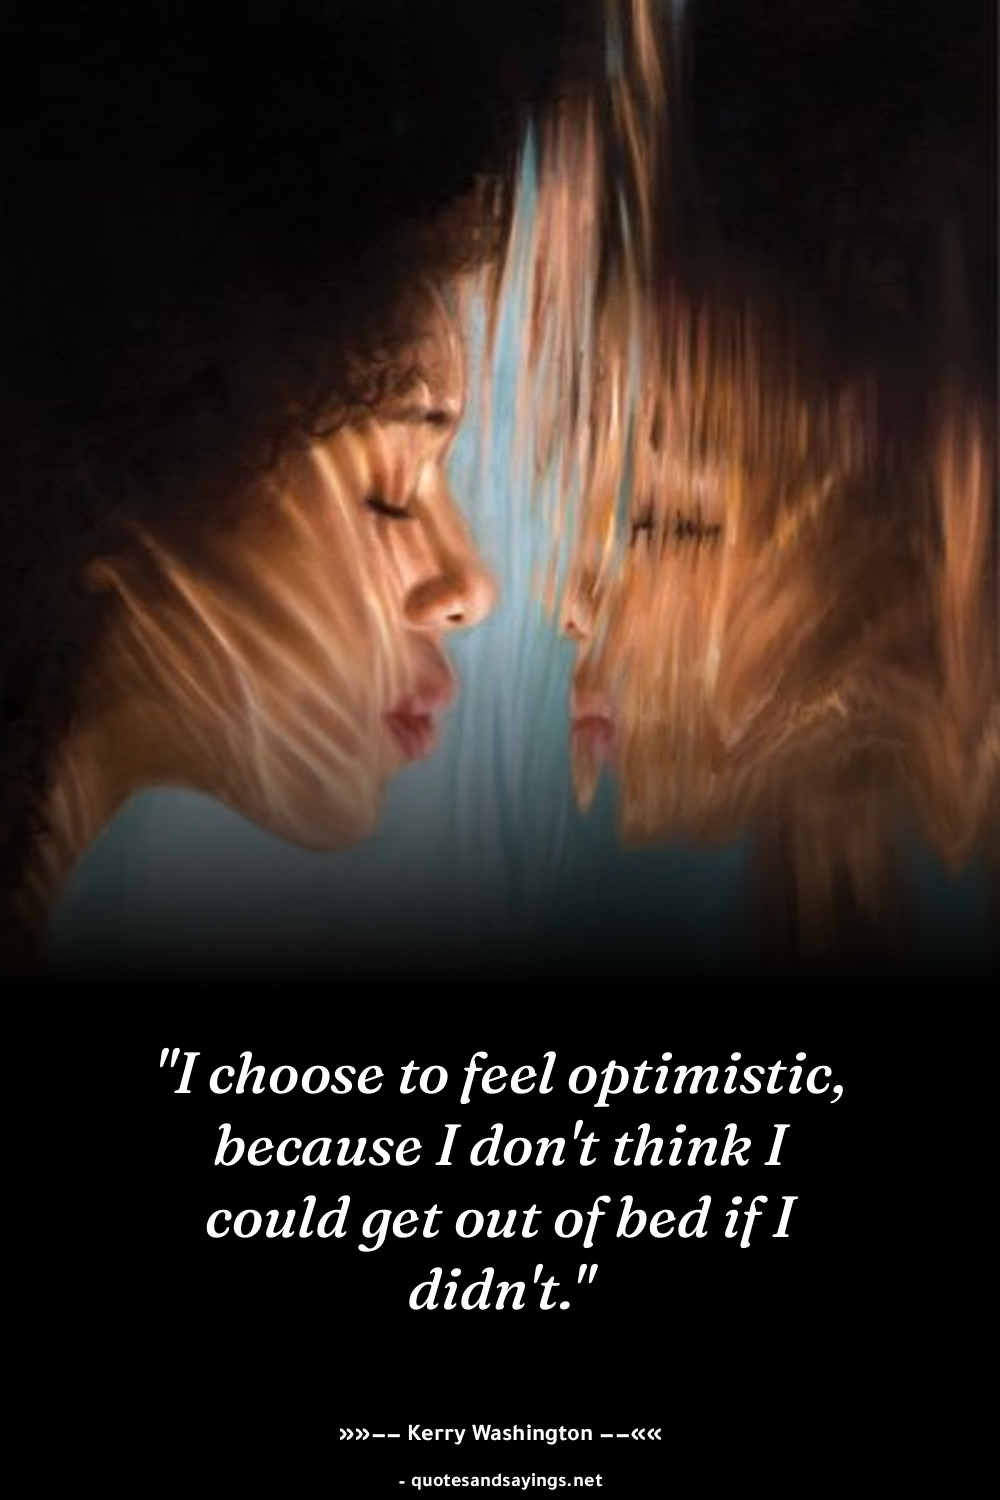 "I choose to feel optimistic,
because I don't think I
could get out of bed if I
didn't."
»»−− Kerry Washington −−««
- quotesandsayings.net